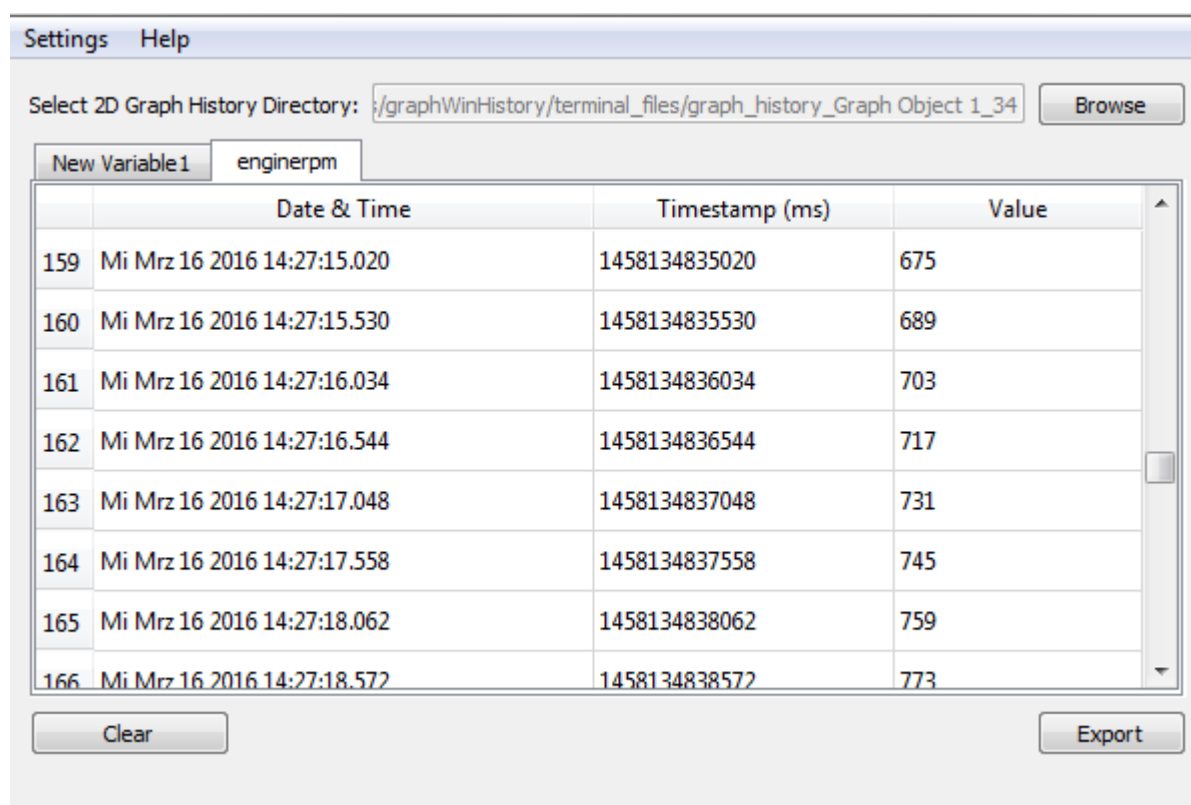 Settings Help
Select 2D Graph History Directory: ;/graphWinHistory/terminal_files/graph_history_Graph Object 1_34 Browse
New Variable1 enginerpm
Date & Time Timestamp (ms) Value
159 Mi Mrz 16 2016 14:27:15.020 1458134835020 675
160 Mi Mrz 16 2016 14:27:15.530 1458134835530 689
161 Mi Mrz 16 2016 14:27:16.034 1458134836034 703
162 Mi Mrz 16 2016 14:27:16.544 1458134836544 717
163 Mi Mrz 16 2016 14:27:17.048 1458134837048 731
164 Mi Mrz 16 2016 14:27:17.558 1458134837558 745
165 Mi Mrz 16 2016 14:27:18.062 1458134838062 759
166 Mi Mrz 16 2016 14:27:18.572 1458134838572 773
Clear Export